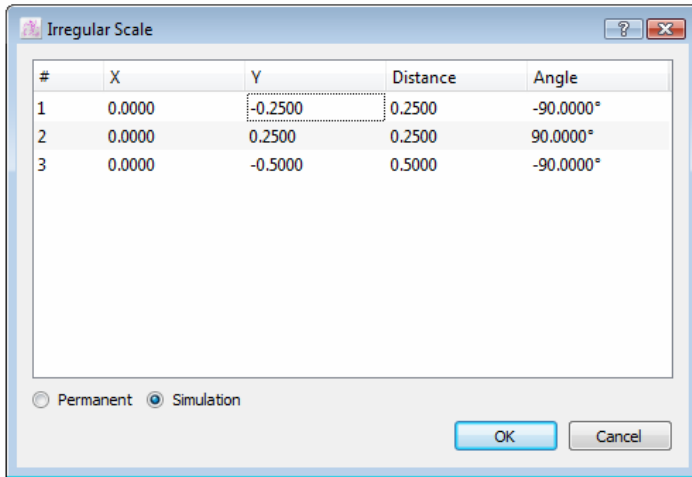 Irregular Scale
# X Y Distance Angle
1 0.0000 -0.2500 0.2500 -90.0000°
2 0.0000 0.2500 0.2500 90.0000°
3 0.0000 -0.5000 0.5000 -90.0000°
Permanent Simulation
OK Cancel